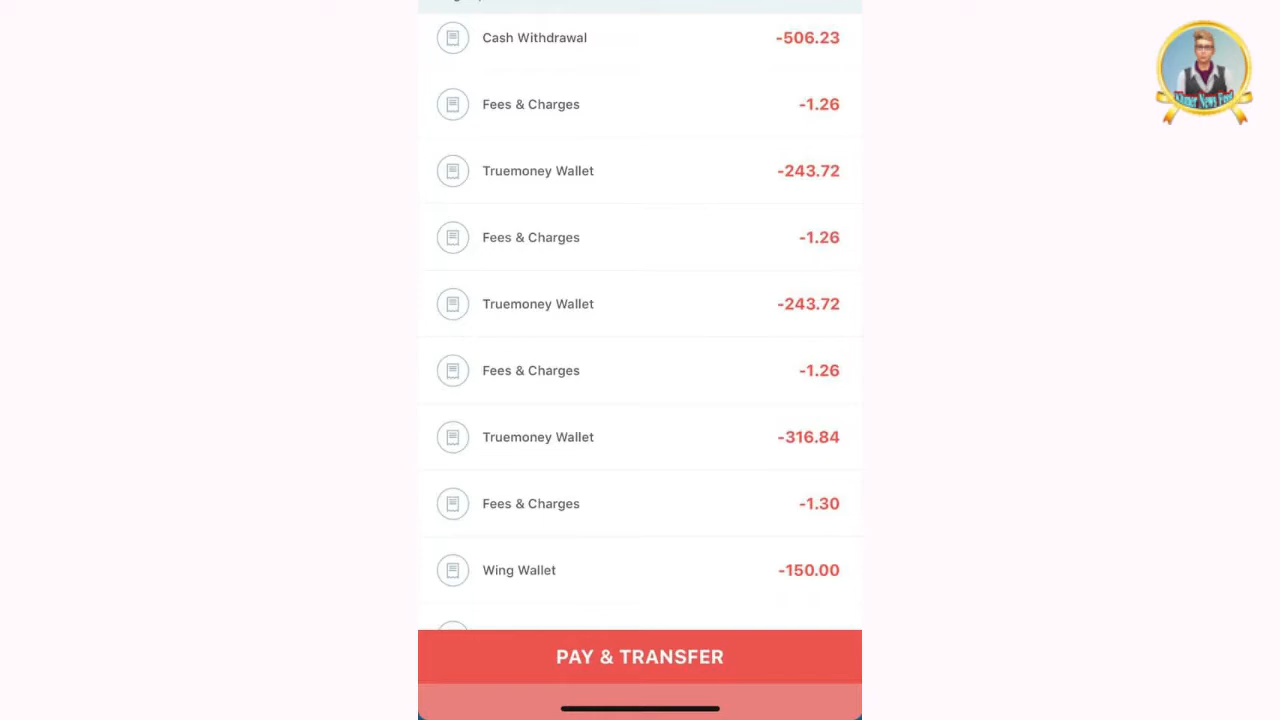 Cash Withdrawal -506.23
Fees & Charges -1.26
Truemoney Wallet -243.72
Fees & Charges -1.26
Truemoney Wallet -243.72
Fees & Charges -1.26
Truemoney Wallet -316.84
Fees & Charges -1.30
Wing Wallet -150.00
PAY & TRANSFER